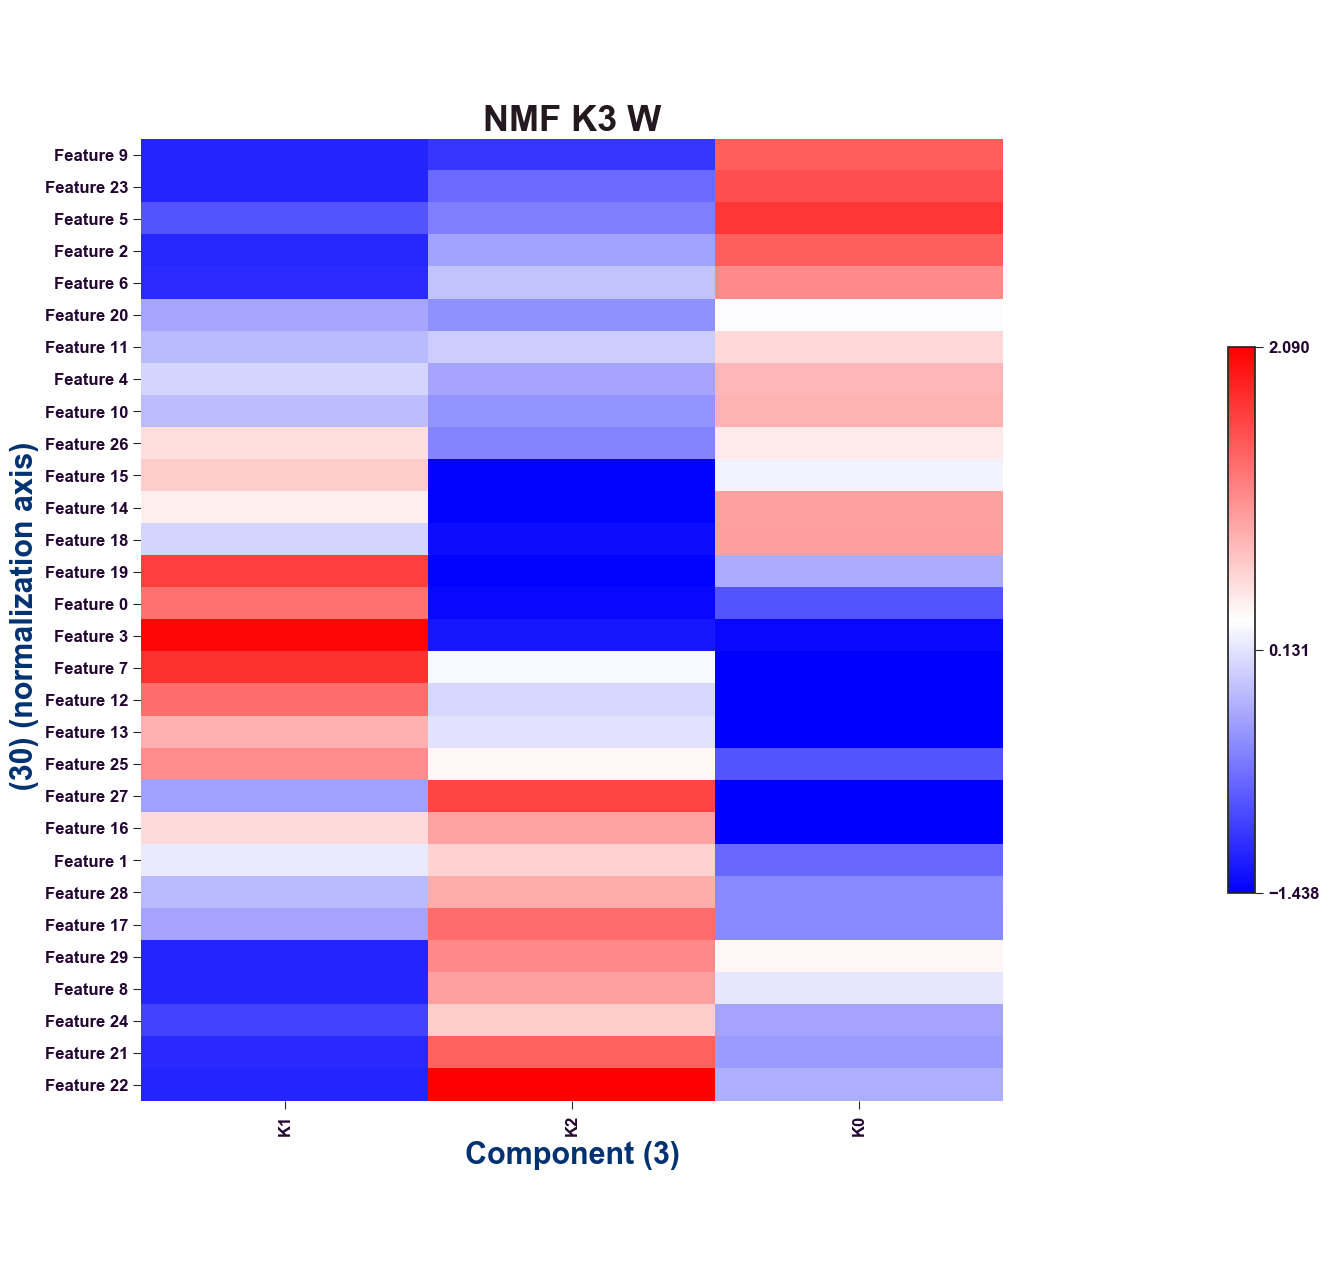 NMF K3 W
Feature 9
Feature 23
Feature 5
Feature 2
Feature 6
Feature 20
Feature 11
Feature 4
Feature 10
Feature 26
Feature 15
Feature 14
Feature 18
Feature 19
Feature 0
Feature 3
Feature 7
Feature 12
Feature 13
Feature 25
Feature 27
Feature 16
Feature 1
Feature 28
Feature 17
Feature 29
Feature 8
Feature 24
Feature 21
Feature 22
(30) (normalization axis)
K1
K2
K0
Component (3)
2.090
0.131
−1.438